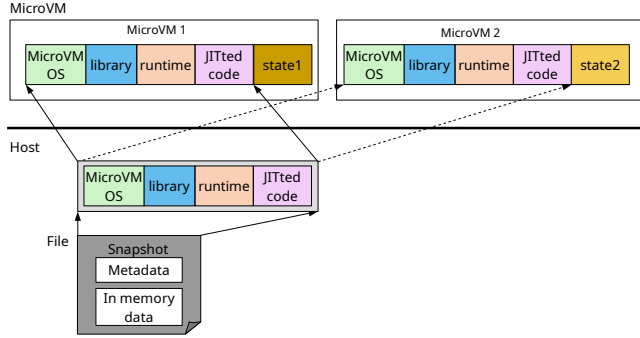 MicroVM
MicroVM 1
MicroVM OS
library
runtime
JITted code
state1
MicroVM 2
MicroVM OS
library
runtime
JITted code
state2
Host
MicroVM OS
library
runtime
JITted code
File
Snapshot
Metadata
In memory
data